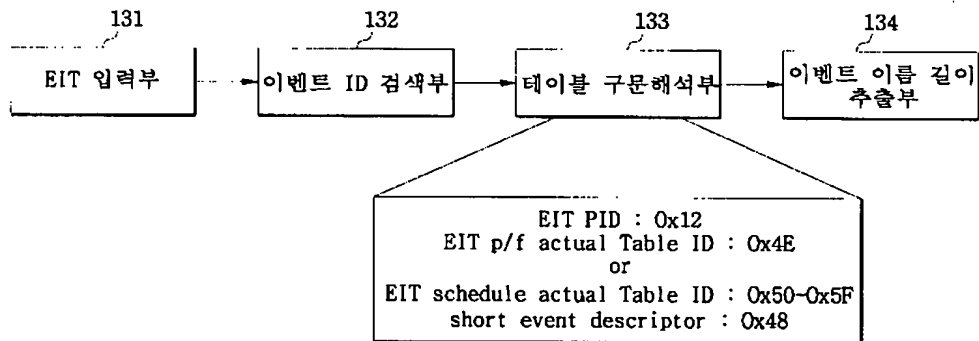 131
132
133
134
EIT 입력부
이벤트 ID 검색부
테이블 구문해석부
이벤트 이름 길이
추출부
EIT PID : 0x12
EIT p/f actual Table ID : 0x4E
or
EIT schedule actual Table ID : 0x50-0x5F
short event descriptor : 0x48